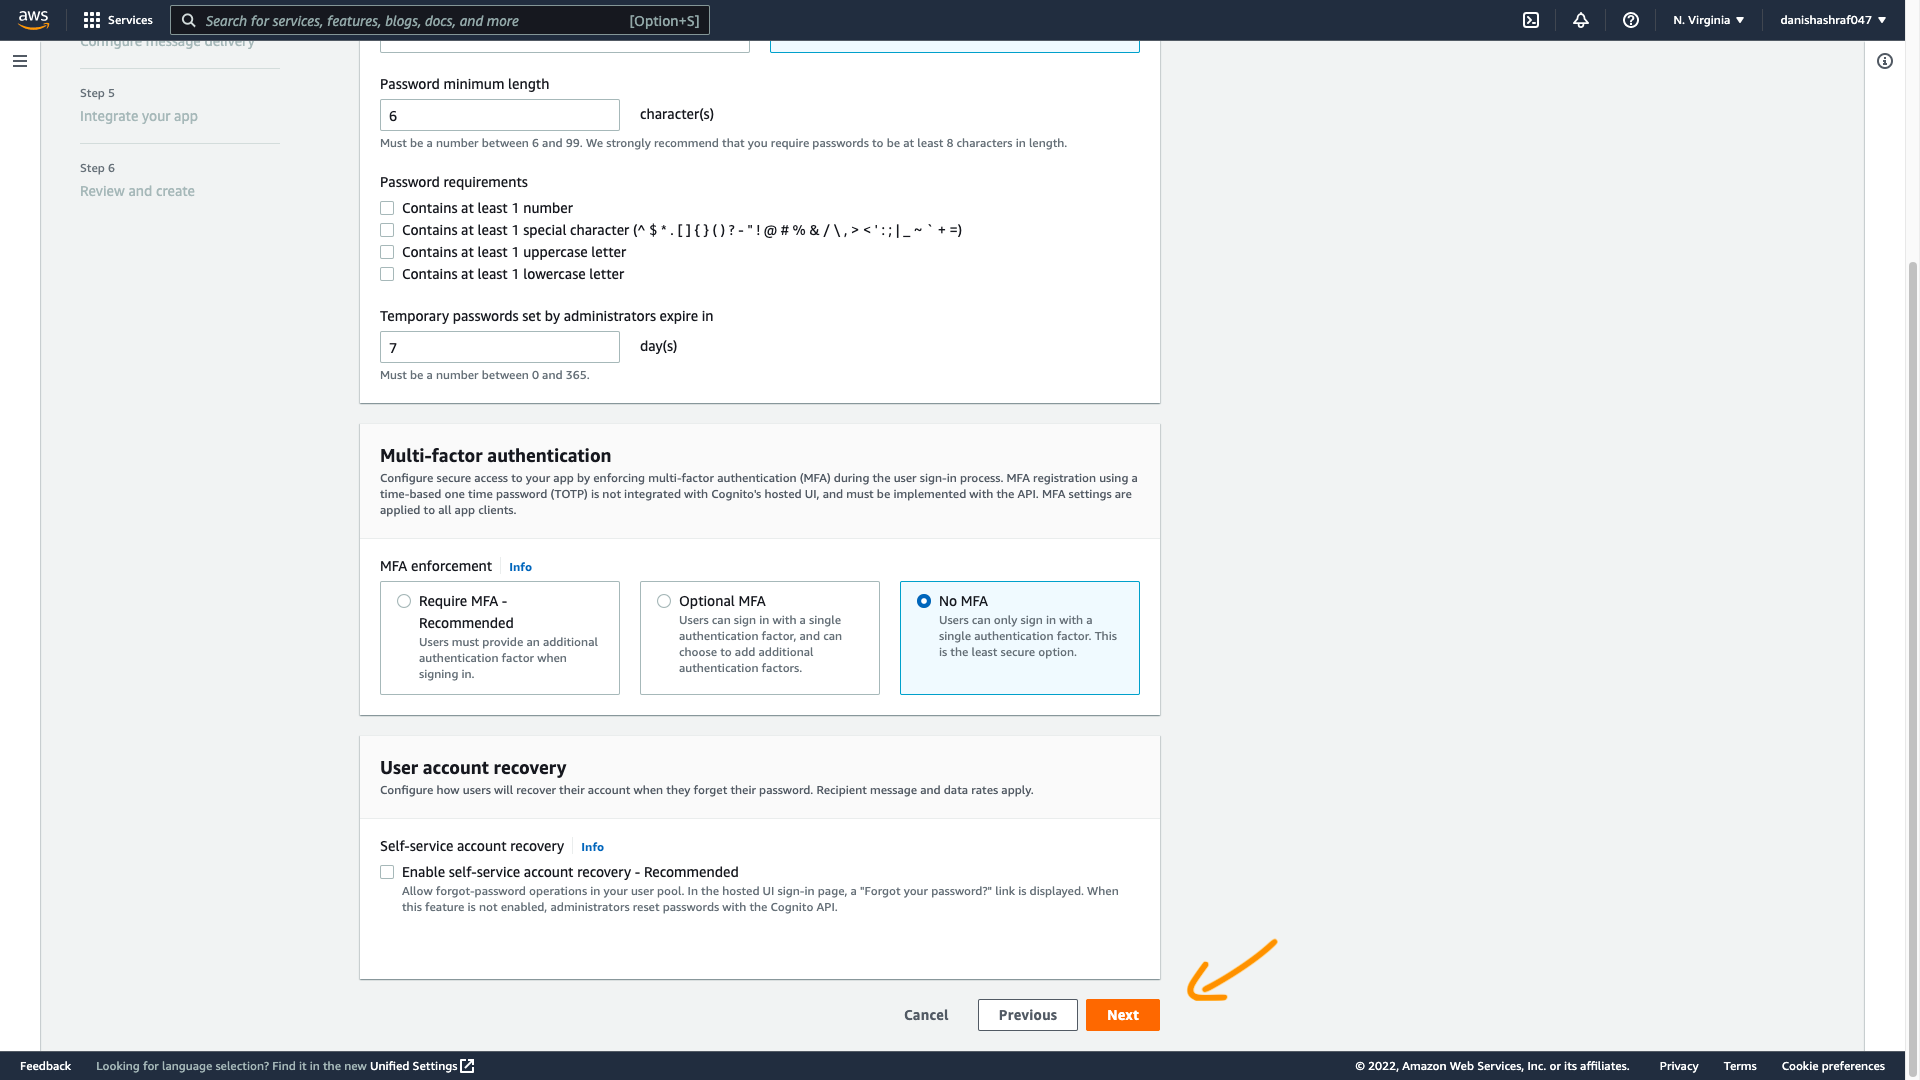 aws
Services
Search for services, features, blogs, docs, and more
[Option+S]
N. Virginia ▼
danishashraf047 ▼
Configure message delivery
Step 5
Integrate your app
Step 6
Review and create
Password minimum length
6
character(s)
Must be a number between 6 and 99. We strongly recommend that you require passwords to be at least 8 characters in length.
Password requirements
Contains at least 1 number
Contains at least 1 special character (^ $ * . [ ] { } ( ) ? - " ! @ # % & / \ , > < ' : ; | _ ~ ` + =)
Contains at least 1 uppercase letter
Contains at least 1 lowercase letter
Temporary passwords set by administrators expire in
7
day(s)
Must be a number between 0 and 365.
Multi-factor authentication
Configure secure access to your app by enforcing multi-factor authentication (MFA) during the user sign-in process. MFA registration using a
time-based one time password (TOTP) is not integrated with Cognito's hosted UI, and must be implemented with the API. MFA settings are
applied to all app clients.
MFA enforcement
Info
Require MFA -
Recommended
Users must provide an additional
authentication factor when
signing in.
Optional MFA
Users can sign in with a single
authentication factor, and can
choose to add additional
authentication factors.
No MFA
Users can only sign in with a
single authentication factor. This
is the least secure option.
User account recovery
Configure how users will recover their account when they forget their password. Recipient message and data rates apply.
Self-service account recovery
Info
Enable self-service account recovery - Recommended
Allow forgot-password operations in your user pool. In the hosted UI sign-in page, a "Forgot your password?" link is displayed. When
this feature is not enabled, administrators reset passwords with the Cognito API.
Cancel
Previous
Next
Feedback
Looking for language selection? Find it in the new Unified Settings
© 2022, Amazon Web Services, Inc. or its affiliates.
Privacy
Terms
Cookie preferences